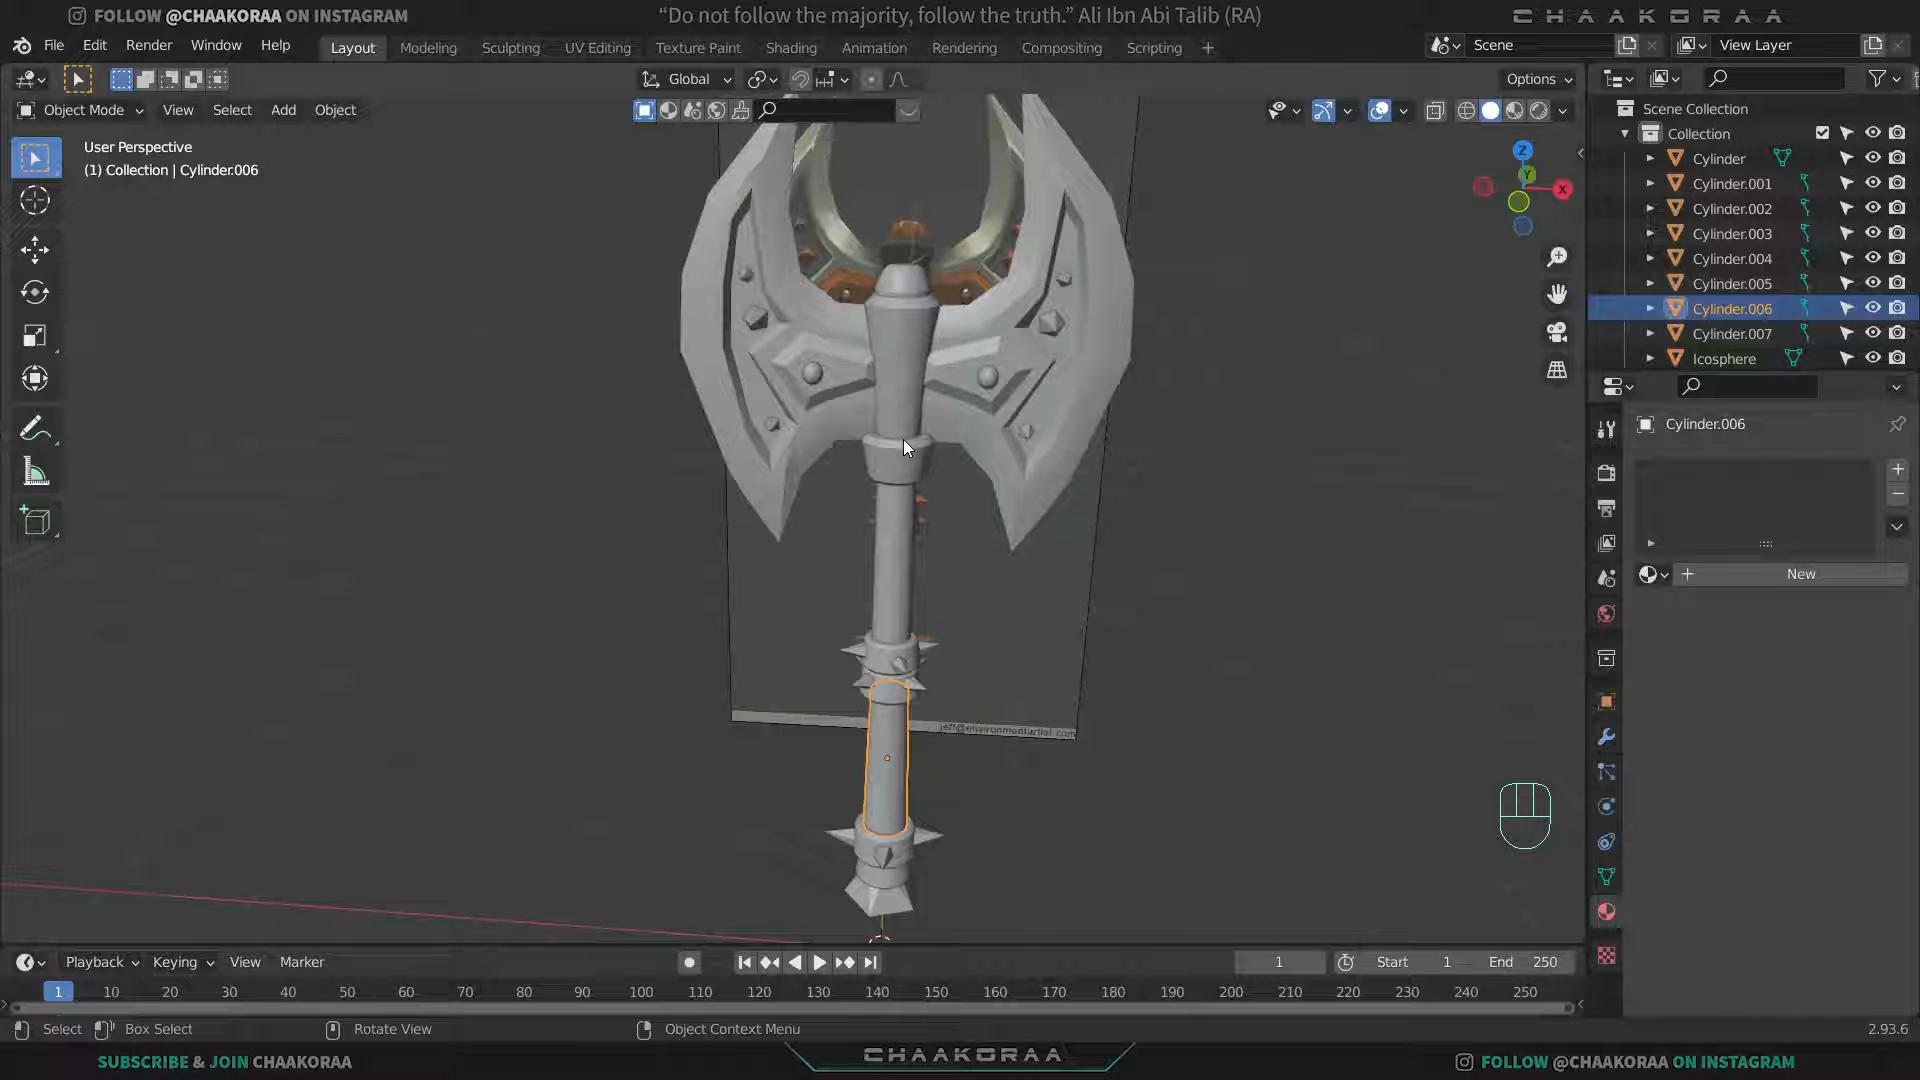 FOLLOW @CHAAKORAA ON INSTAGRAM
“Do not follow the majority, follow the truth.” Ali Ibn Abi Talib (RA)
CHAAKORAA
File Edit Render Window Help
Layout Modeling Sculpting UV Editing Texture Paint Shading Animation Rendering Compositing Scripting +
Scene
View Layer
Global
Options
Object Mode View Select Add Object
User Perspective
(1) Collection | Cylinder.006
Z
Y
X
Scene Collection
Collection
Cylinder
Cylinder.001
Cylinder.002
Cylinder.003
Cylinder.004
Cylinder.005
Cylinder.006
Cylinder.007
Icosphere
Cylinder.006
New
jeff@environmentartist.com
Playback Keying View Marker
1 Start 1 End 250
1 10 20 30 40 50 60 70 80 90 100 110 120 130 140 150 160 170 180 190 200 210 220 230 240 250
Select Box Select Rotate View Object Context Menu 2.93.6
SUBSCRIBE & JOIN CHAAKORAA
CHAAKORAA
FOLLOW @CHAAKORAA ON INSTAGRAM